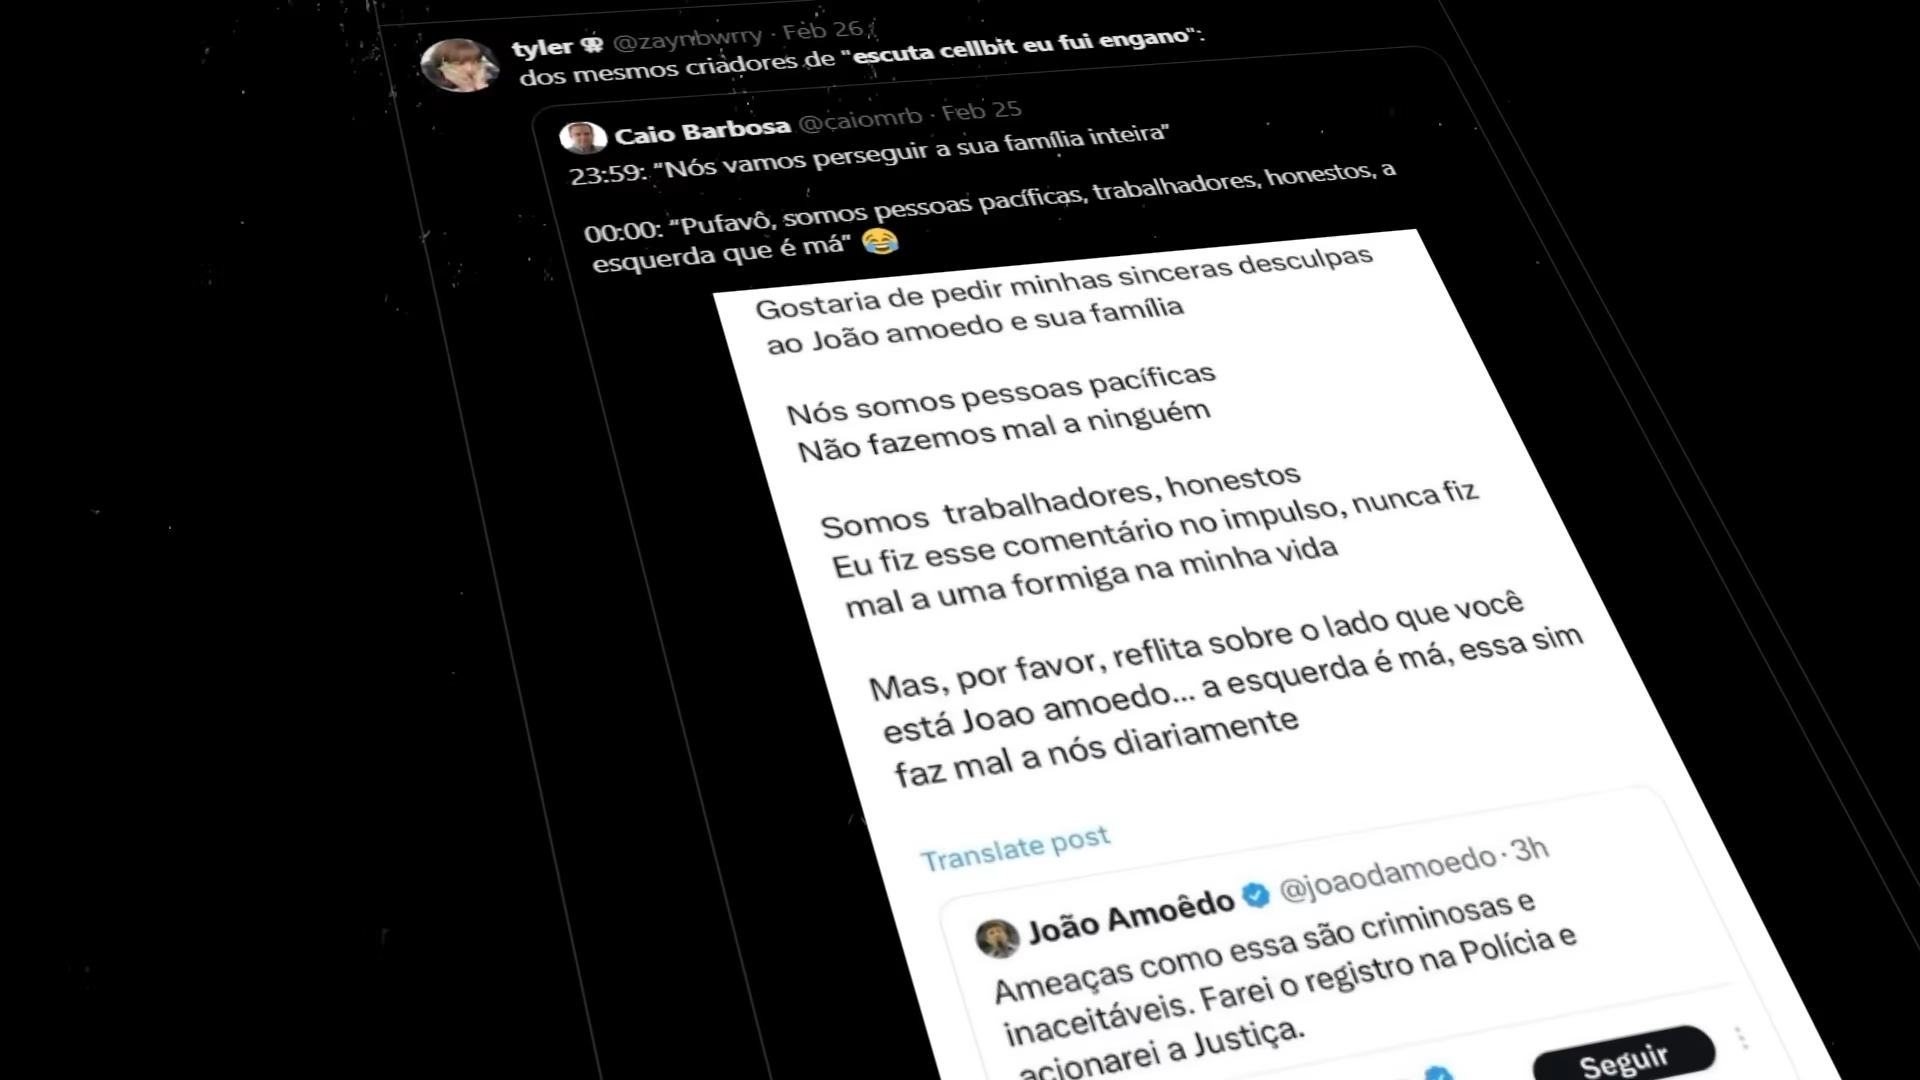 tyler @zaynbwrry · Feb 26
dos mesmos criadores de "escuta cellbit eu fui engano":
Caio Barbosa @caiomrb · Feb 25
23:59: “Nós vamos perseguir a sua família inteira”
00:00: “Pufavô, somos pessoas pacíficas, trabalhadores, honestos, a
esquerda que é má” 😂
Gostaria de pedir minhas sinceras desculpas
ao João amoedo e sua família
Nós somos pessoas pacíficas
Não fazemos mal a ninguém
Somos trabalhadores, honestos
Eu fiz esse comentário no impulso, nunca fiz
mal a uma formiga na minha vida
Mas, por favor, reflita sobre o lado que você
está Joao amoedo... a esquerda é má, essa sim
faz mal a nós diariamente
Translate post
João Amoêdo @joaodamoedo · 3h
Ameaças como essa são criminosas e
inaceitáveis. Farei o registro na Polícia e
acionarei a Justiça.
Seguir